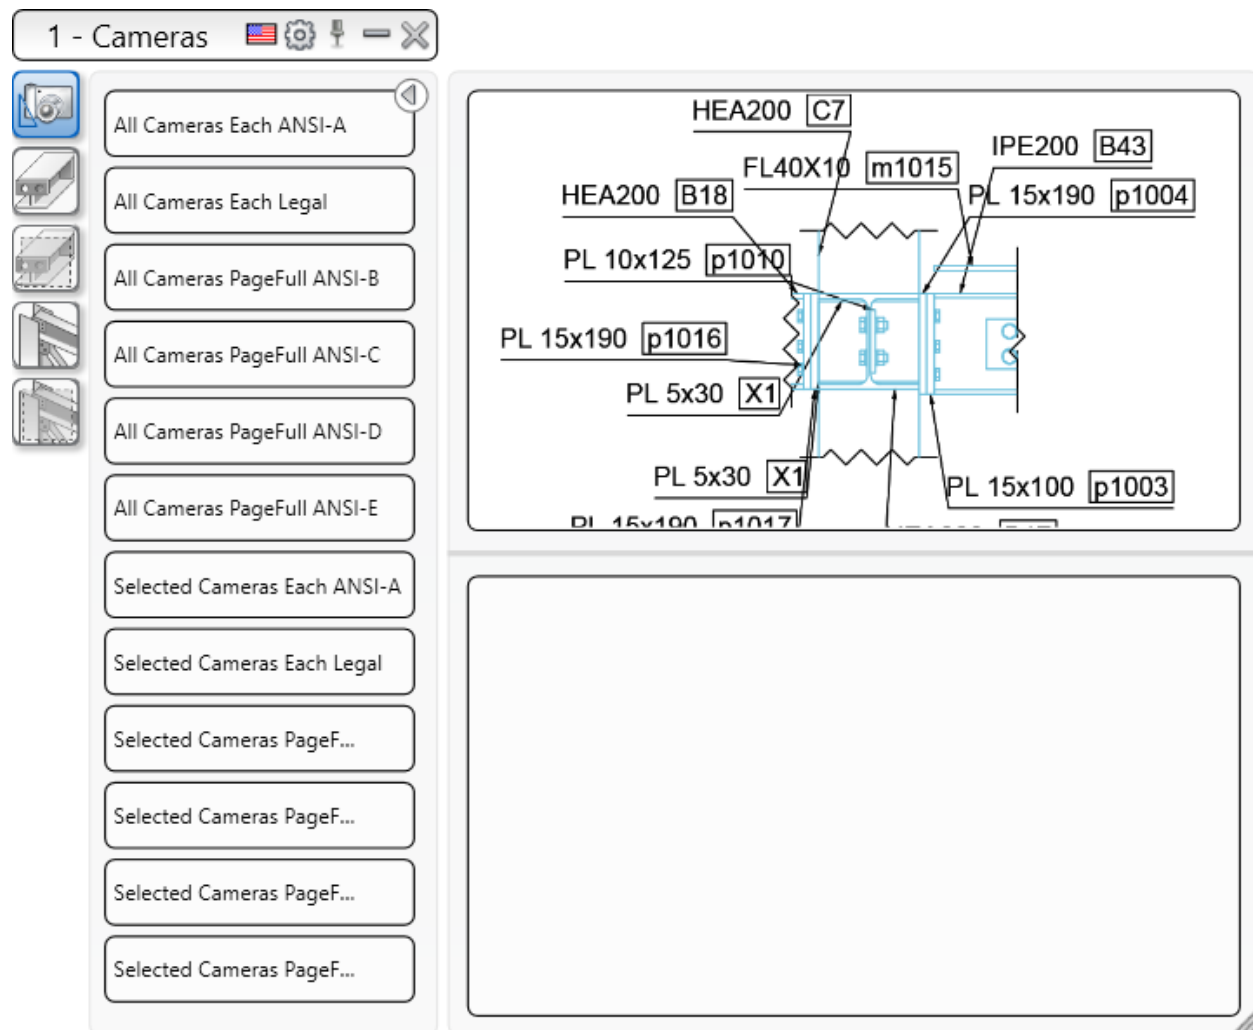 1 - Cameras
All Cameras Each ANSI-A
All Cameras Each Legal
All Cameras PageFull ANSI-B
All Cameras PageFull ANSI-C
All Cameras PageFull ANSI-D
All Cameras PageFull ANSI-E
Selected Cameras Each ANSI-A
Selected Cameras Each Legal
Selected Cameras PageF...
Selected Cameras PageF...
Selected Cameras PageF...
Selected Cameras PageF...
HEA200 C7
IPE200 B43
FL40X10 m1015
HEA200 B18
PL 15x190 p1004
PL 10x125 p1010
PL 15x190 p1016
PL 5x30 X1
PL 5x30 X1
PL 15x100 p1003
PL 15x190 p1017